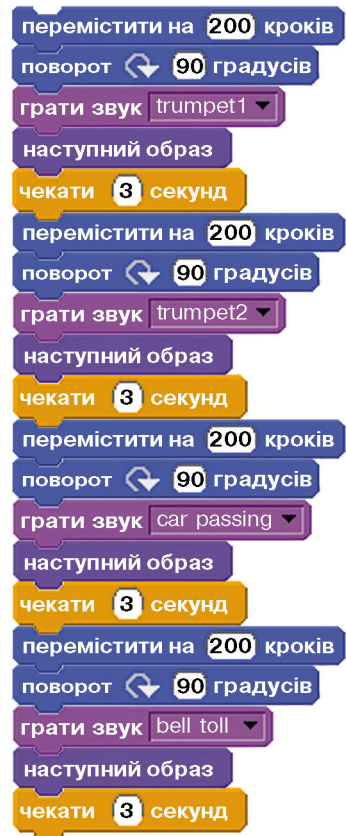 перемістити на 200 кроків
поворот 90 градусів
грати звук trumpet1
наступний образ
чекати 3 секунд
перемістити на 200 кроків
поворот 90 градусів
грати звук trumpet2
наступний образ
чекати 3 секунд
перемістити на 200 кроків
поворот 90 градусів
грати звук car passing
наступний образ
чекати 3 секунд
перемістити на 200 кроків
поворот 90 градусів
грати звук bell toll
наступний образ
чекати 3 секунд